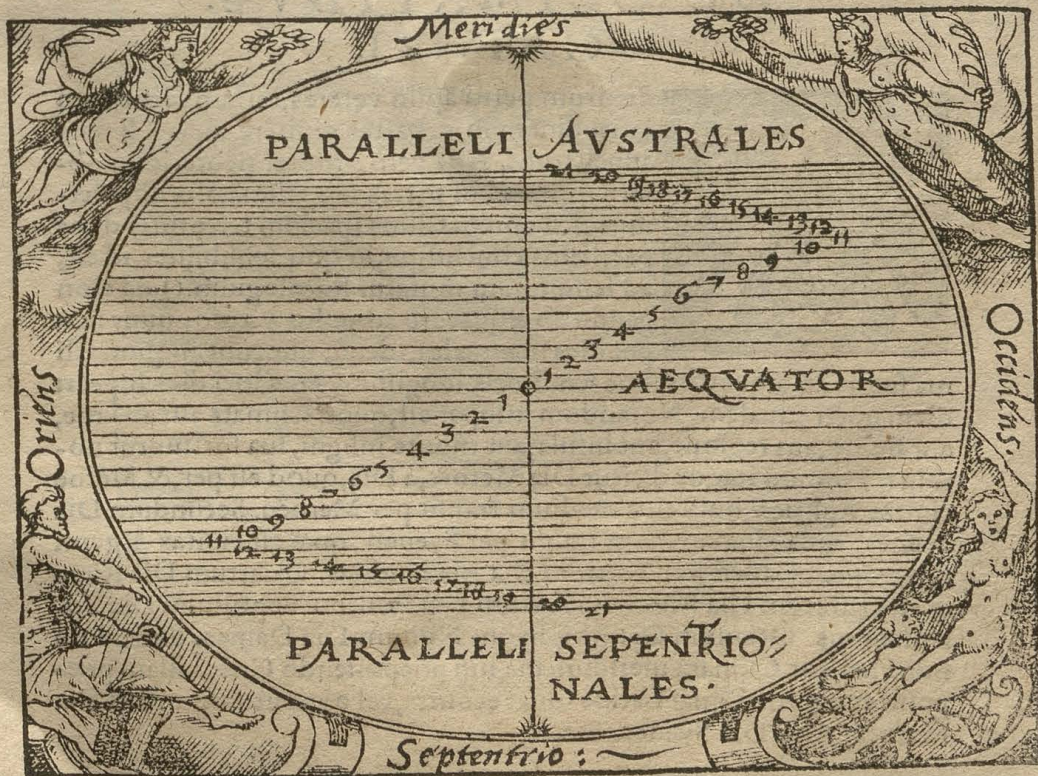 Meridies
PARALLELI AVSTRALES
21 20 19 18 17 16 15 14 13 12 11
10
9
8
7
6
5
4
3
2
1
AEQVATOR
1
2
3
4
5
6
7
8
9
10
11
12 13 14 15 16 17 18 19 20 21
PARALLELI SEPENTRIO=
NALES.
Oriens
Occidens.
Septentrio: